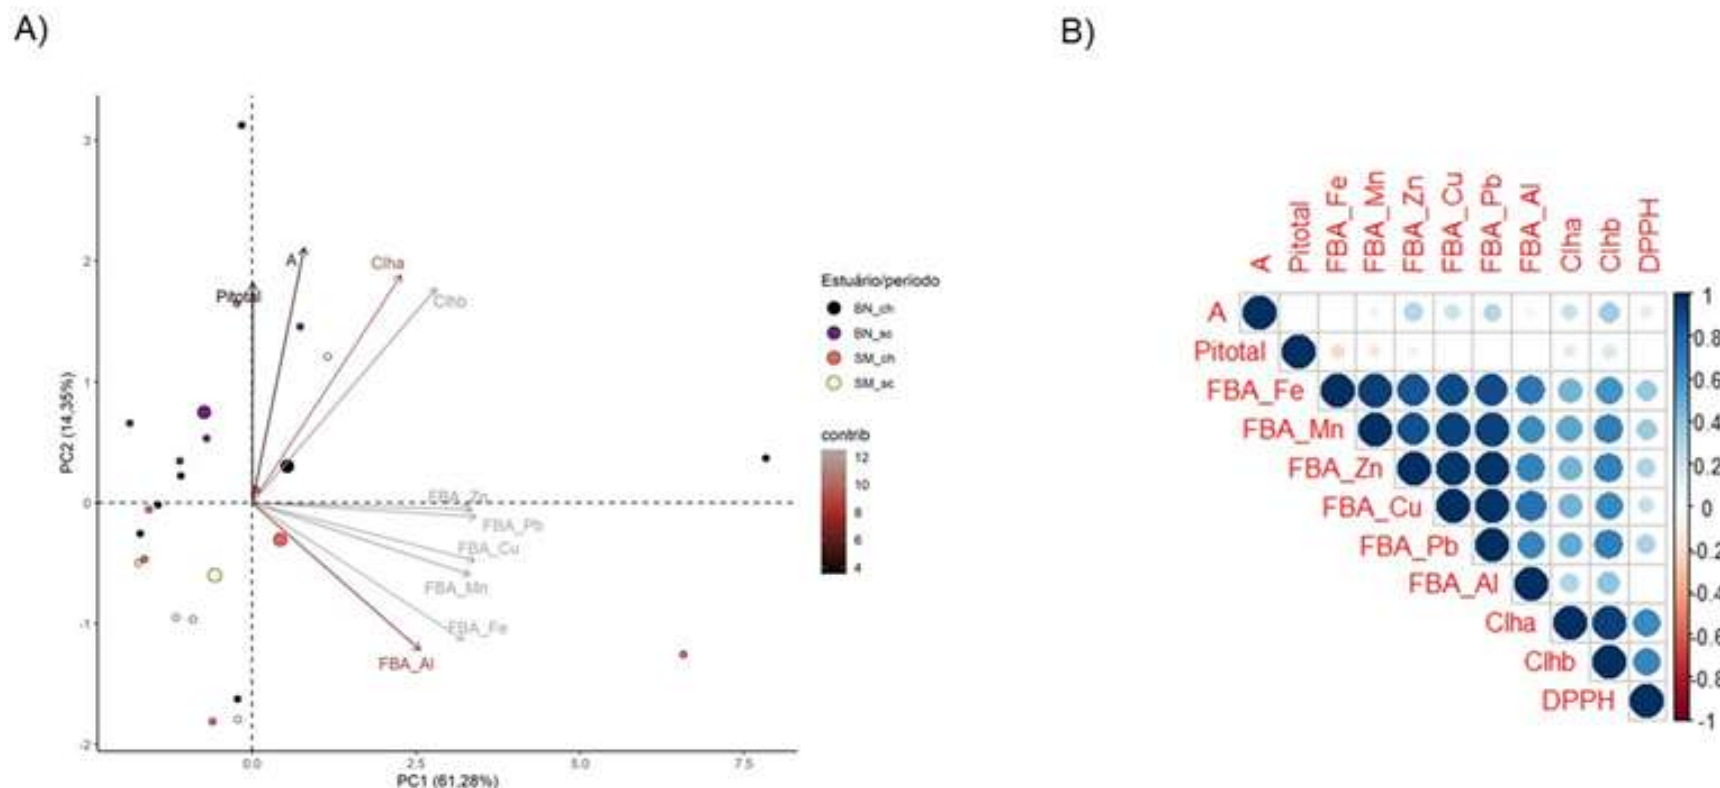 A)
B)
3
2
1
0
-1
-2
PC2 (14,35%)
0.0
2.5
5.0
7.5
PC1 (61,28%)
A
Clha
Clhb
Pitotal
FBA_Zn
FBA_Pb
FBA_Cu
FBA_Mn
FBA_Fe
FBA_Al
Estuário/período
BN_ch
BN_sc
SM_ch
SM_sc
contrib
12
10
8
6
4
A
Pitotal
FBA_Fe
FBA_Mn
FBA_Zn
FBA_Cu
FBA_Pb
FBA_Al
Clha
Clhb
DPPH
A
Pitotal
FBA_Fe
FBA_Mn
FBA_Zn
FBA_Cu
FBA_Pb
FBA_Al
Clha
Clhb
DPPH
1
0.8
0.6
0.4
0.2
0
-0.2
-0.4
-0.6
-0.8
-1